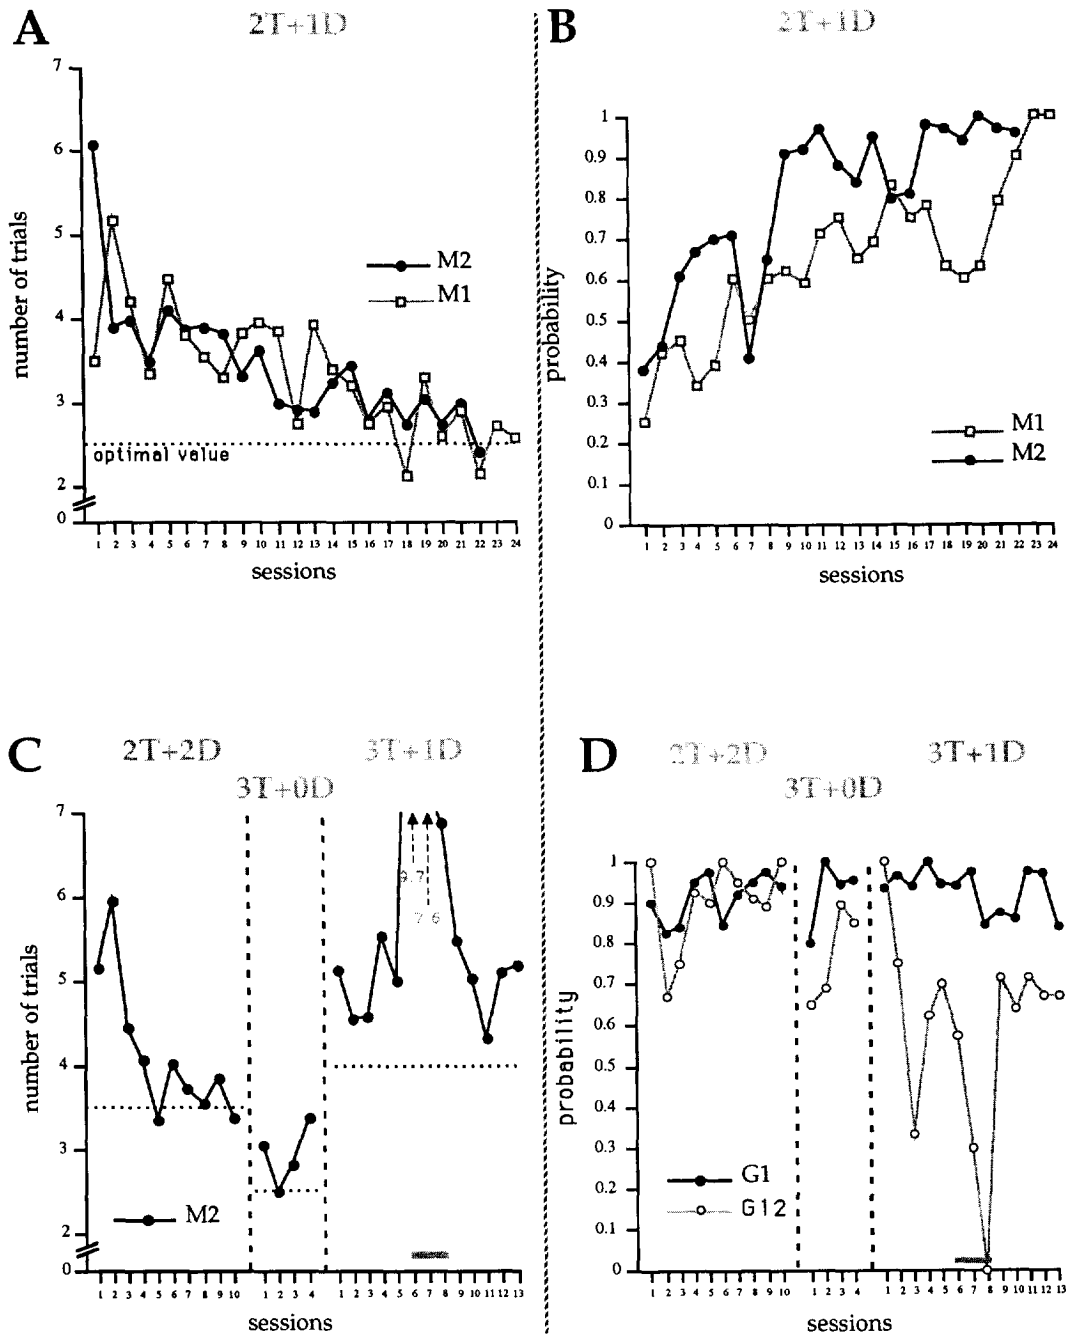 A
2T+1D
7
6
5
4
3
2
0
number of trials
M2
M1
optimal value
1 2 3 4 5 6 7 8 9 10 11 12 13 14 15 16 17 18 19 20 21 22 23 24
sessions
B
2T+1D
1
0.9
0.8
0.7
0.6
0.5
0.4
0.3
0.2
0.1
0
probability
M1
M2
1 2 3 4 5 6 7 8 9 10 11 12 13 14 15 16 17 18 19 20 21 22 23 24
sessions
C
2T+2D
3T+0D
3T+1D
7
6
5
4
3
2
0
number of trials
9.7
7.6
M2
1 2 3 4 5 6 7 8 9 10
1 2 3 4
1 2 3 4 5 6 7 8 9 10 11 12 13
sessions
D
2T+2D
3T+0D
3T+1D
1
0.9
0.8
0.7
0.6
0.5
0.4
0.3
0.2
0.1
0
probability
G1
G12
1 2 3 4 5 6 7 8 9 10
1 2 3 4
1 2 3 4 5 6 7 8 9 10 11 12 13
sessions